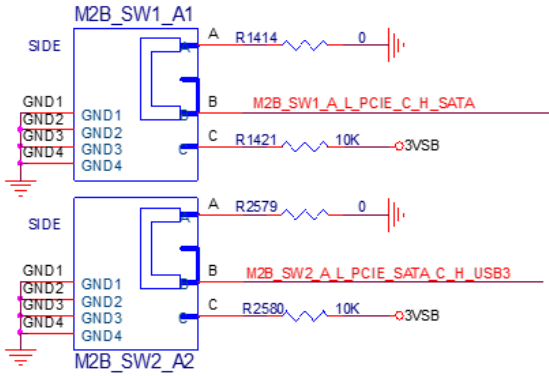 M2B_SW1_A1
SIDE
A R1414 0
A
GND1 GND1 B M2B_SW1_A_L_PCIE_C_H_SATA
GND2 GND2
GND3 GND3 C C R1421 10K 3VSB
GND4 GND4
SIDE
A R2579 0
A
GND1 GND1 B M2B_SW2_A_L_PCIE_SATA_C_H_USB3
GND2 GND2
GND3 GND3 C C R2580 10K 3VSB
GND4 GND4
M2B_SW2_A2